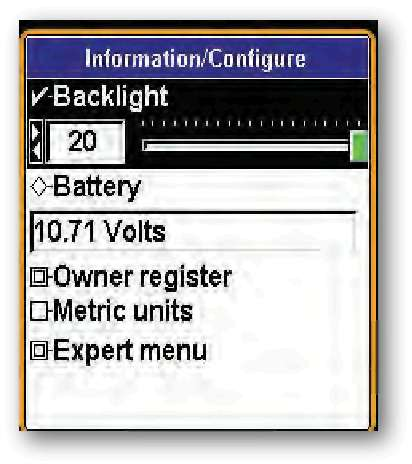 Information/Configure
Backlight
20
Battery
10.71 Volts
Owner register
Metric units
Expert menu